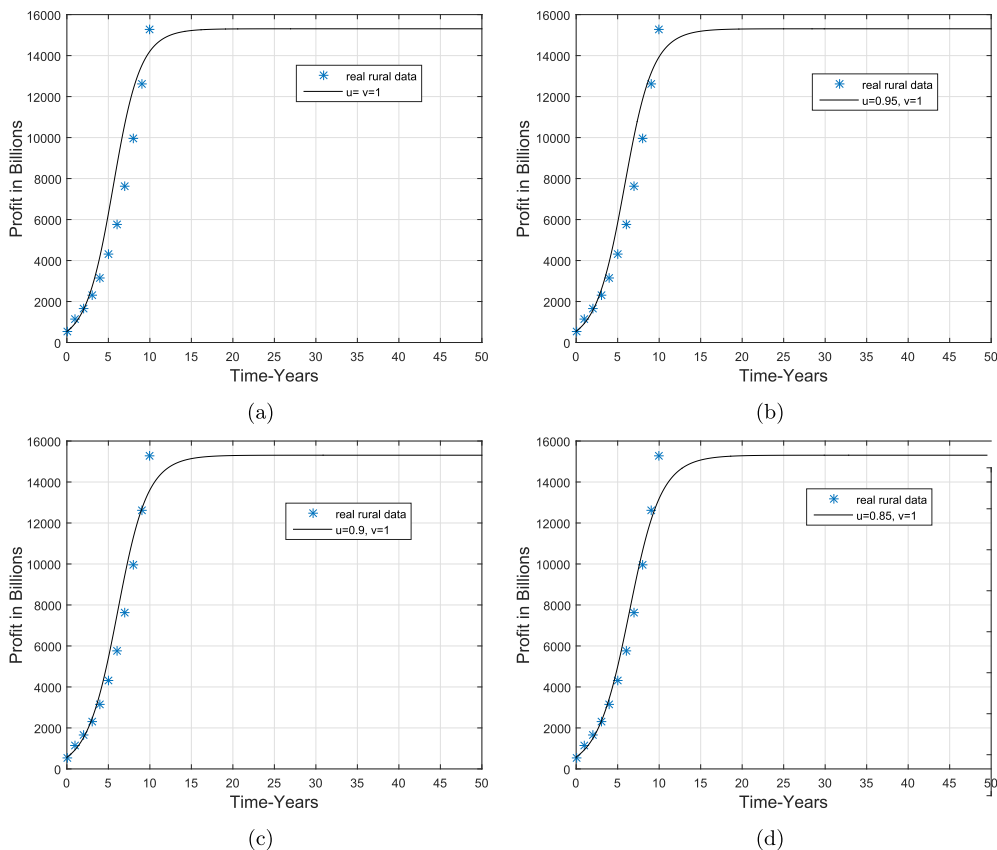 16000
14000
12000
10000
8000
6000
4000
2000
0
Profit in Billions
real rural data
u= v=1
0 5 10 15 20 25 30 35 40 45 50
Time-Years
(a)
16000
14000
12000
10000
8000
6000
4000
2000
0
Profit in Billions
real rural data
u=0.95, v=1
0 5 10 15 20 25 30 35 40 45 50
Time-Years
(b)
16000
14000
12000
10000
8000
6000
4000
2000
0
Profit in Billions
real rural data
u=0.9, v=1
0 5 10 15 20 25 30 35 40 45 50
Time-Years
(c)
16000
14000
12000
10000
8000
6000
4000
2000
0
Profit in Billions
real rural data
u=0.85, v=1
0 5 10 15 20 25 30 35 40 45 50
Time-Years
(d)